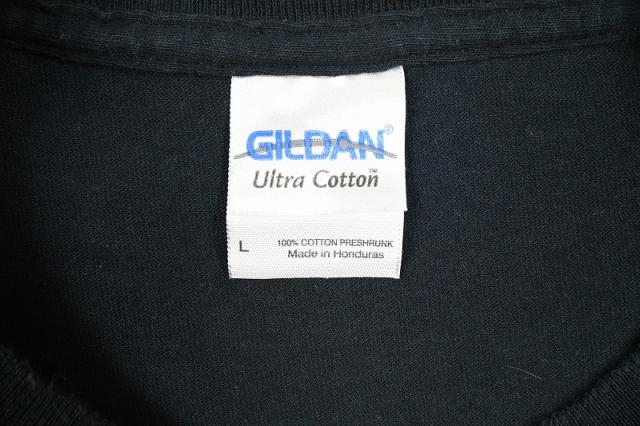 GILDAN®
Ultra Cotton™
L 100% COTTON PRESHRUNK
Made in Honduras